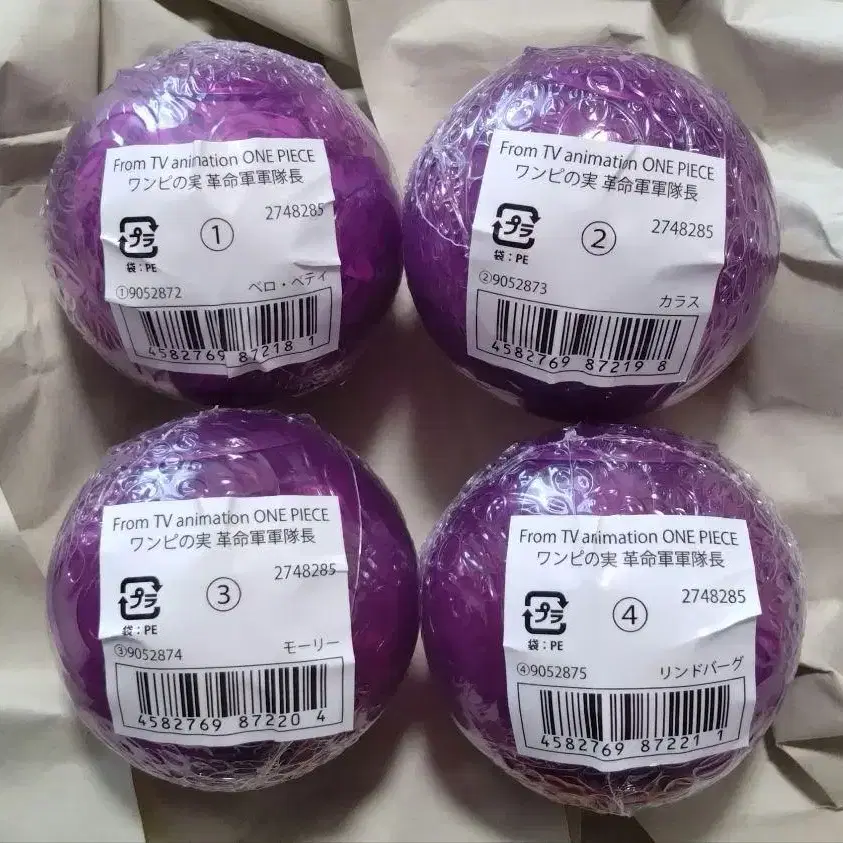 From TV animation ONE PIECE
ワンピの実 革命軍軍隊長
2748285
プラ
①
袋：PE
①9052872
ベロ・ベティ
4582769 87218 1
From TV animation ONE PIECE
ワンピの実 革命軍軍隊長
2748285
プラ
②
袋：PE
②9052873
カラス
4582769 87219 8
From TV animation ONE PIECE
ワンピの実 革命軍軍隊長
2748285
プラ
③
袋：PE
③9052874
モーリー
4582769 87220 4
From TV animation ONE PIECE
ワンピの実 革命軍軍隊長
2748285
プラ
④
袋：PE
④9052875
リンドバーグ
4582769 87221 1